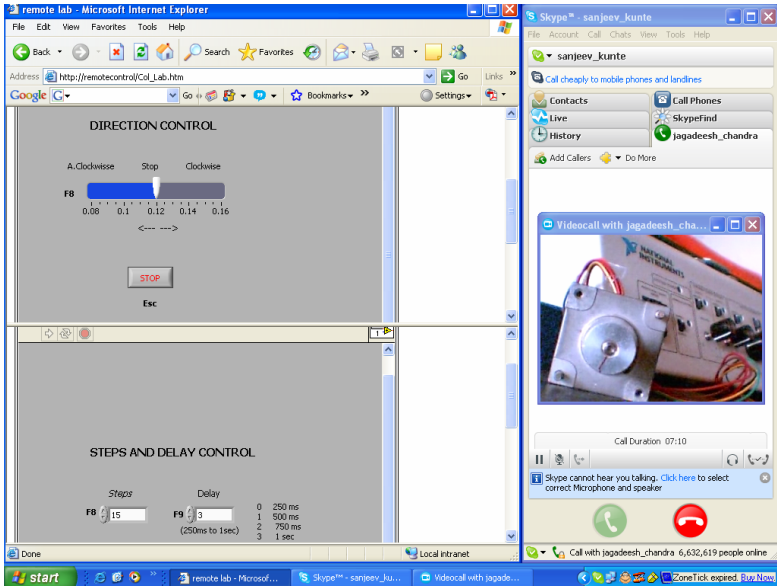 remote lab - Microsoft Internet Explorer
File Edit View Favorites Tools Help
Back Search Favorites
Address http://remotecontrol/Col_Lab.htm Go Links »
Google G Go Bookmarks » Settings
DIRECTION CONTROL
A.Clockwisse Stop Clockwise
F8
0.08 0.1 0.12 0.14 0.16
<--- --->
STOP
Esc
1
STEPS AND DELAY CONTROL
Steps Delay
F8 15 F9 3
(250ms to 1sec)
0 250 ms
1 500 ms
2 750 ms
3 1 sec
Done Local intranet
Skype™ - sanjeev_kunte
File Account Call Chats View Tools Help
sanjeev_kunte
Call cheaply to mobile phones and landlines
Contacts Call Phones
Live SkypeFind
History jagadeesh_chandra
Add Callers Do More
Videocall with jagadeesh_cha...
NATIONAL
INSTRUMENTS
Call Duration 07:10
Skype cannot hear you talking. Click here to select
correct Microphone and speaker
Call with jagadeesh_chandra 6,632,619 people online
start » remote lab - Microsof... Skype™ - sanjeev_ku... Videocall with jagade... ZoneTick expired. Buy Now